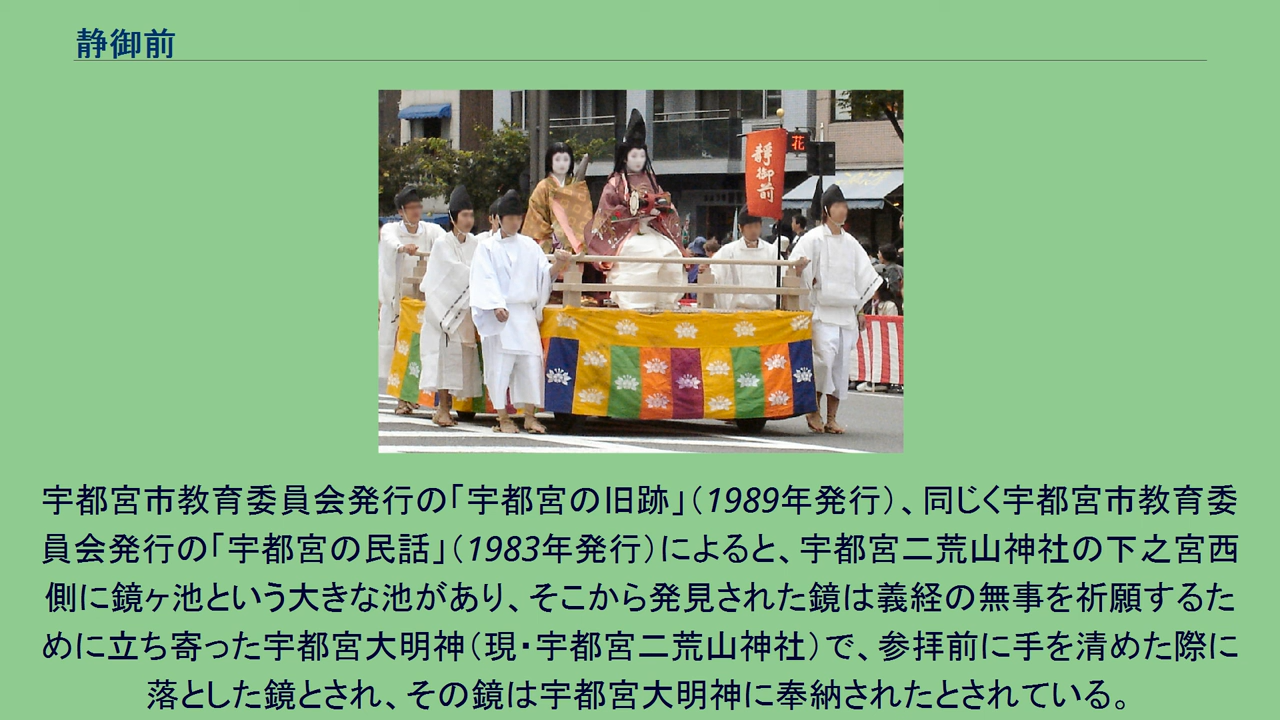 静御前
靜御前
花
宇都宮市教育委員会発行の「宇都宮の旧跡」（1989年発行）、同じく宇都宮市教育委
員会発行の「宇都宮の民話」（1983年発行）によると、宇都宮二荒山神社の下之宮西
側に鏡ヶ池という大きな池があり、そこから発見された鏡は義経の無事を祈願するた
めに立ち寄った宇都宮大明神（現・宇都宮二荒山神社）で、参拝前に手を清めた際に
落とした鏡とされ、その鏡は宇都宮大明神に奉納されたとされている。